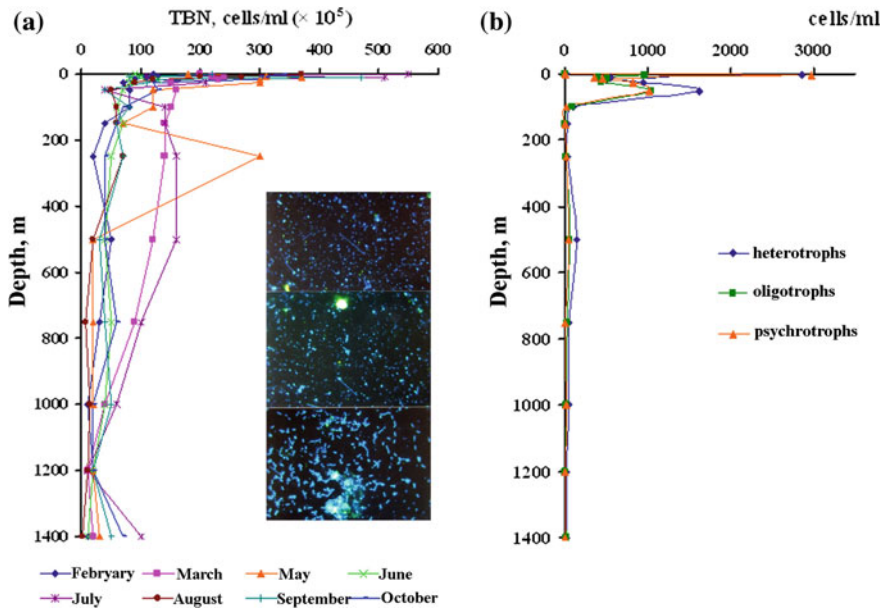 (a) TBN, cells/ml (× 10⁵)
0 100 200 300 400 500 600
0
200
400
600
800
1000
1200
1400
Depth, m
Febryary March May June
July August September October
(b) cells/ml
0 1000 2000 3000
0
200
400
600
800
1000
1200
1400
Depth, m
heterotrophs
oligotrophs
psychrotrophs